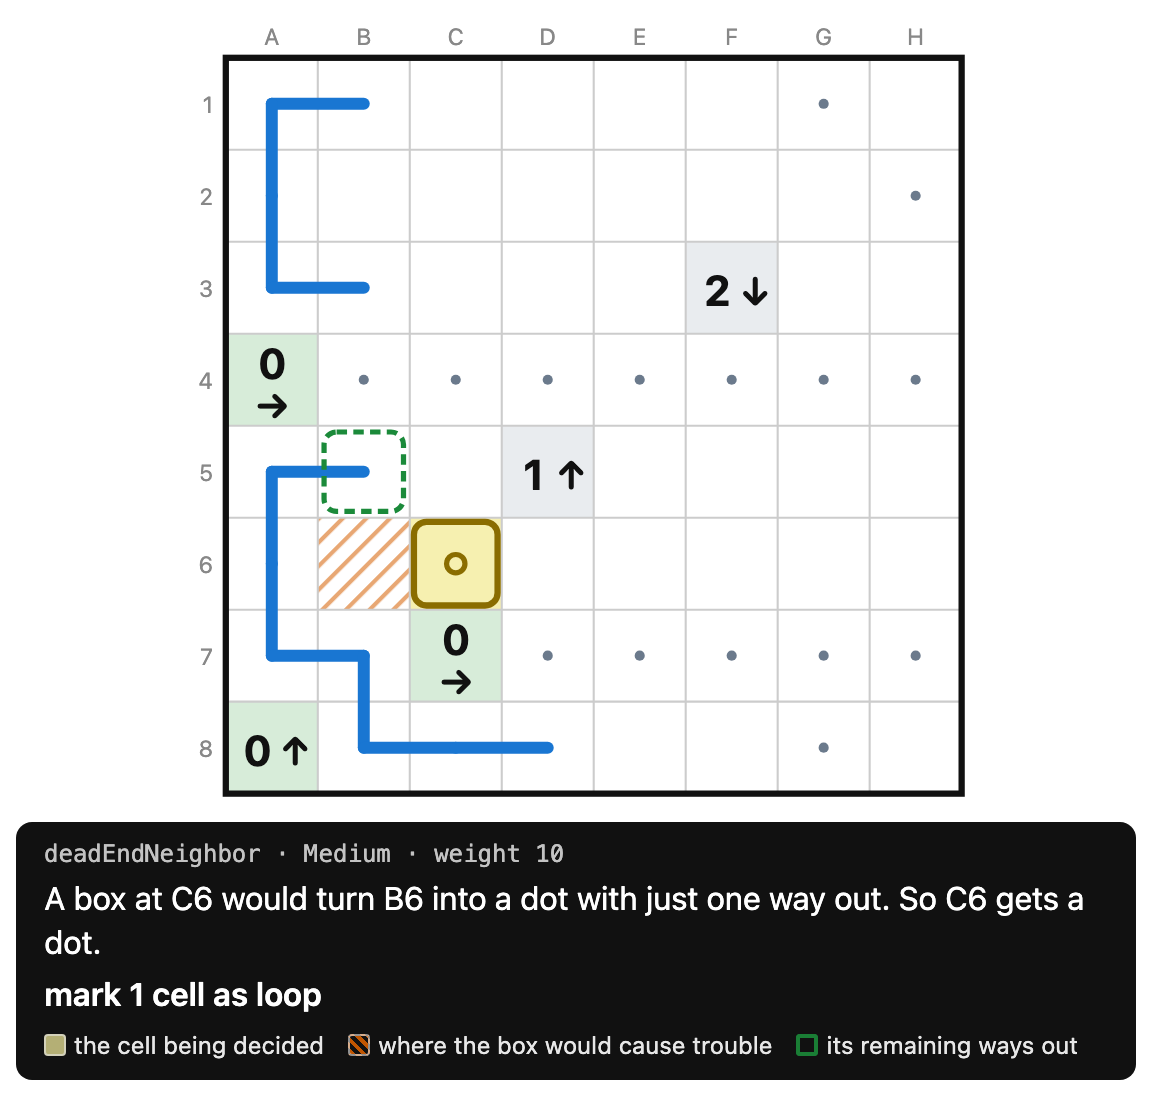 A B C D E F G H
1
2
3 2 ↓
4 0 →
5 1 ↑
6
7 0 →
8 0 ↑
deadEndNeighbor · Medium · weight 10
A box at C6 would turn B6 into a dot with just one way out. So C6 gets a
dot.
mark 1 cell as loop
the cell being decided where the box would cause trouble its remaining ways out